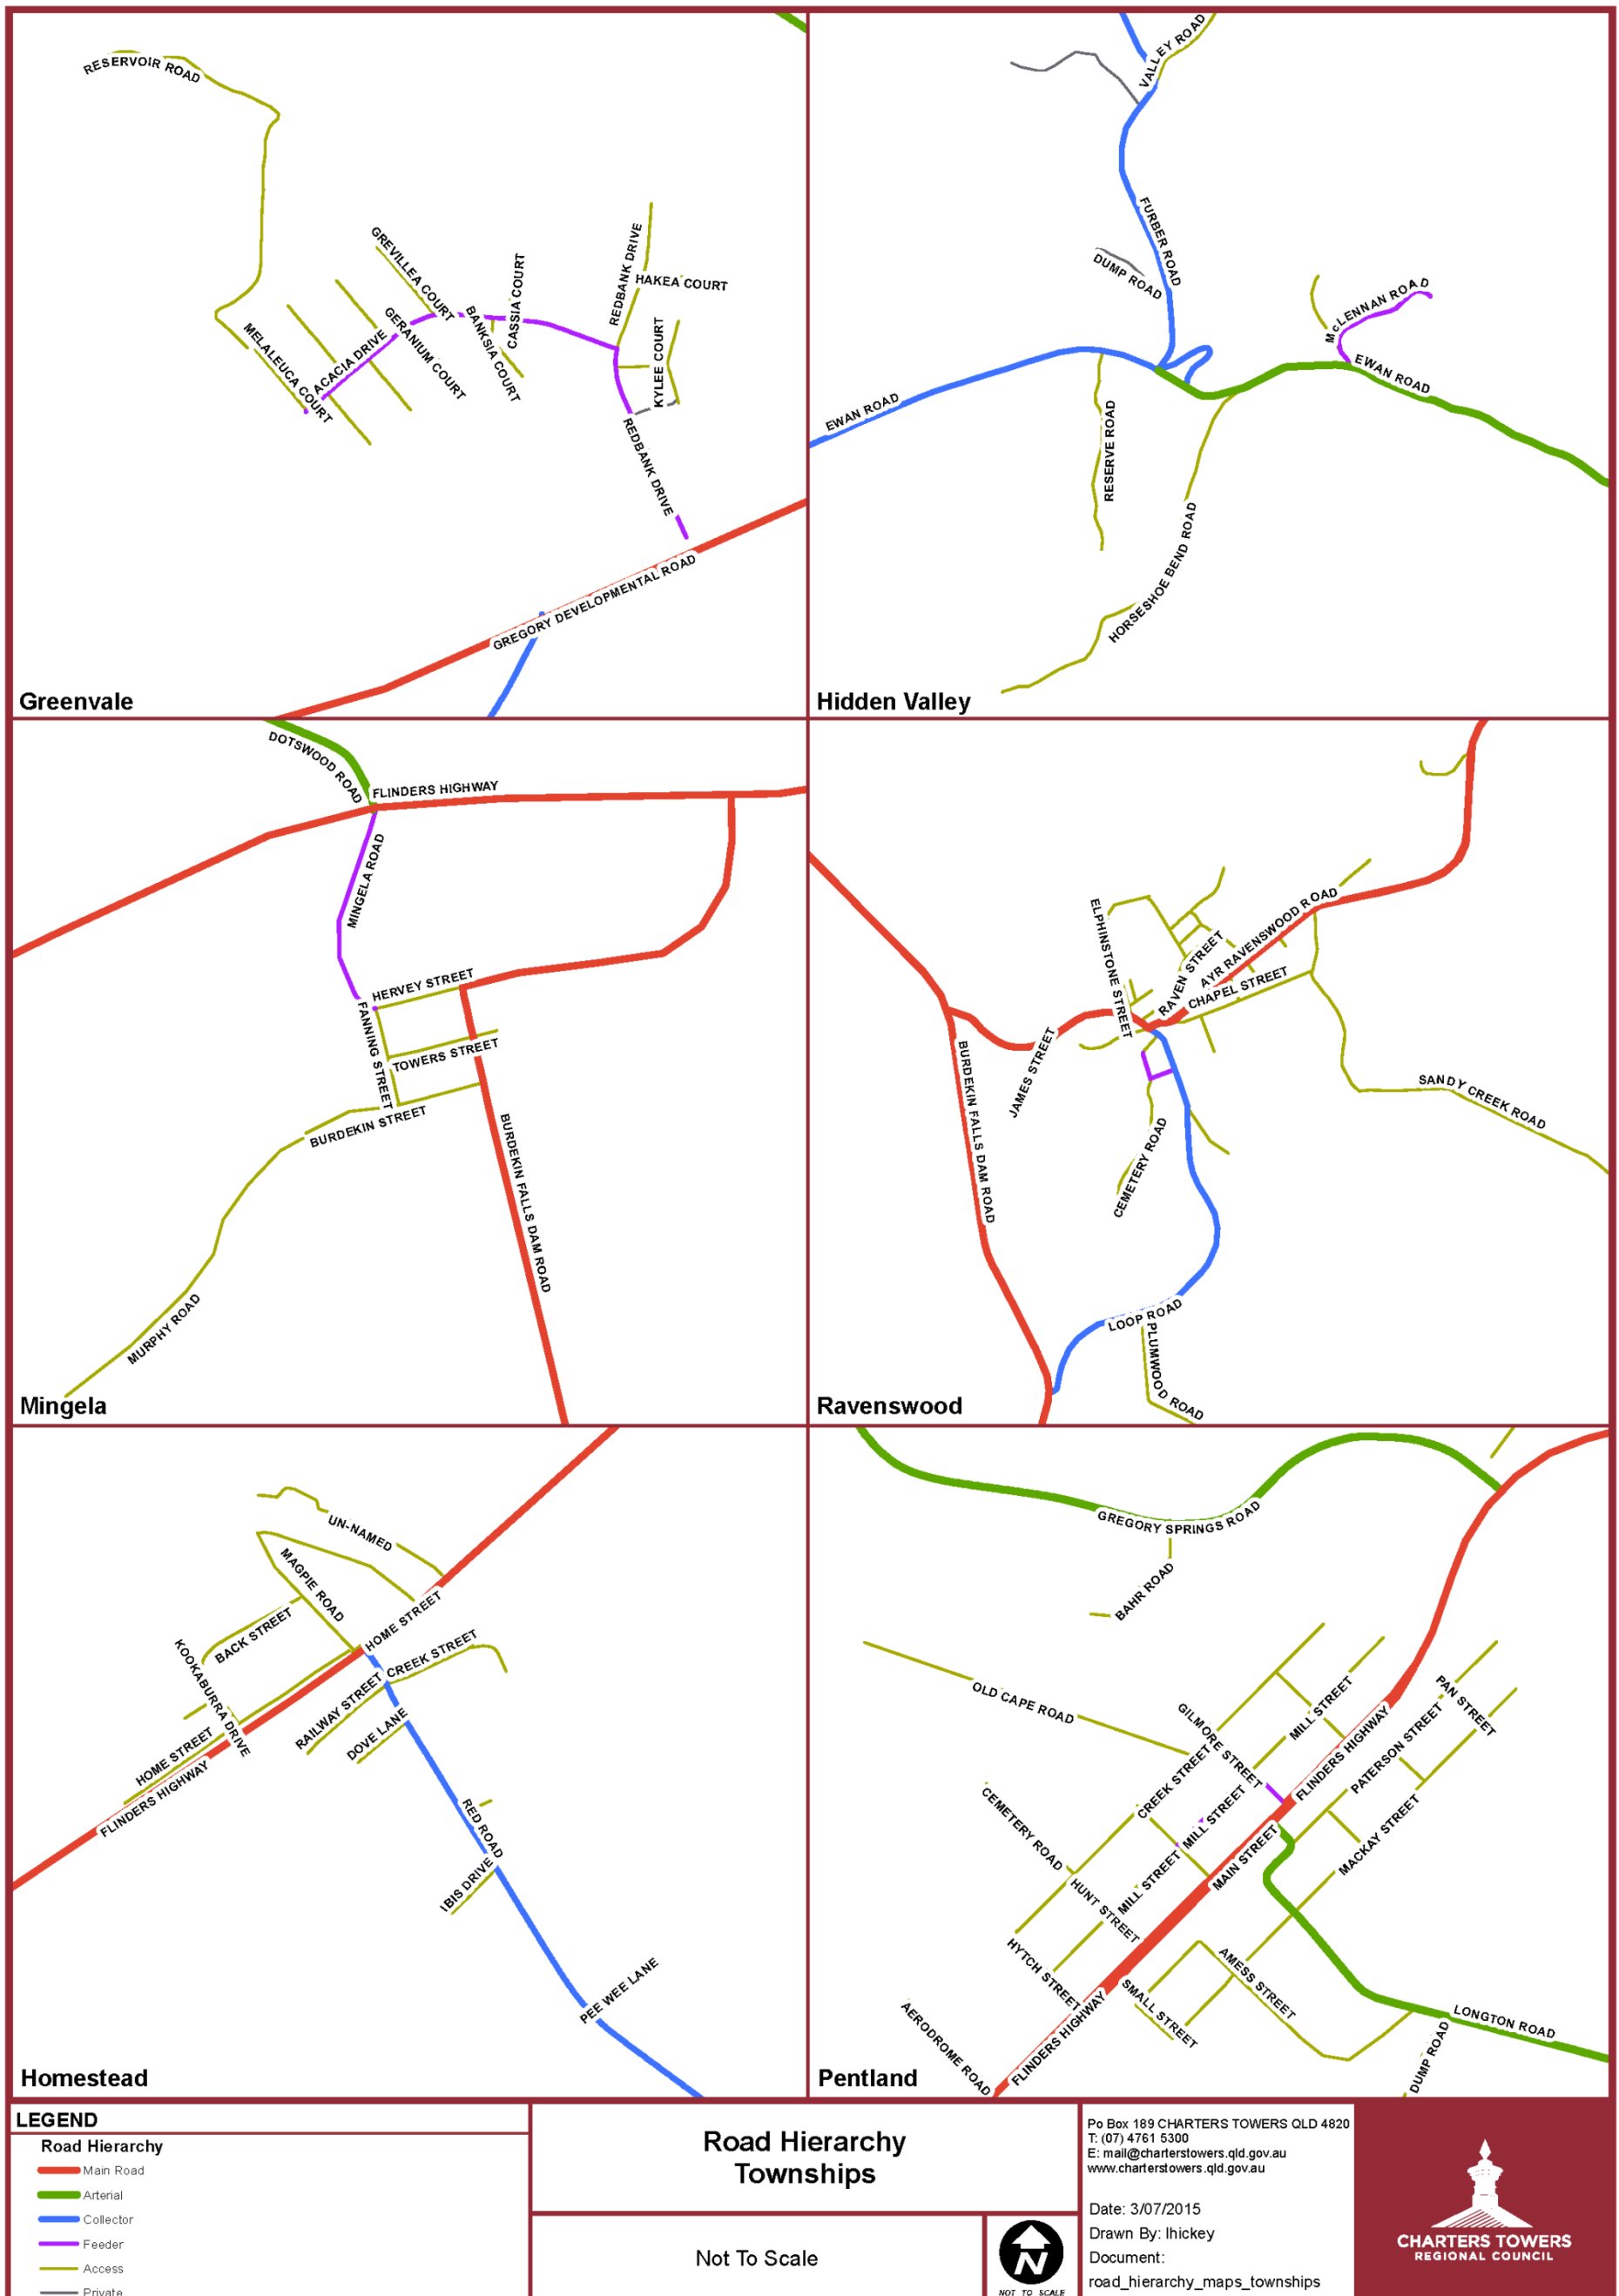 RESERVOIR ROAD
GREVILLEA COURT
CASSIA COURT
REDBANK DRIVE
HAKEA COURT
BANKSIA COURT
GERANIUM COURT
KYLEE COURT
MELALEUCA COURT
ACACIA DRIVE
REDBANK DRIVE
GREGORY DEVELOPMENTAL ROAD
Greenvale
VALLEY ROAD
FURBER ROAD
DUMP ROAD
McLENNAN ROAD
EWAN ROAD
EWAN ROAD
RESERVE ROAD
HORSESHOE BEND ROAD
Hidden Valley
DOTSWOOD ROAD
FLINDERS HIGHWAY
MINGELA ROAD
HERVEY STREET
FANNING STREET
TOWERS STREET
BURDEKIN STREET
BURDEKIN FALLS DAM ROAD
MURPHY ROAD
Mingela
ELPHINSTONE STREET
RAVEN STREET
AYR RAVENSWOOD ROAD
CHAPEL STREET
JAMES STREET
BURDEKIN FALLS DAM ROAD
SANDY CREEK ROAD
CEMETERY ROAD
LOOP ROAD
PLUMWOOD ROAD
Ravenswood
UN-NAMED
MAGPIE ROAD
HOME STREET
BACK STREET
KOOKABURRA DRIVE
CREEK STREET
RAILWAY STREET
DOVE LANE
HOME STREET
FLINDERS HIGHWAY
RED ROAD
IBIS DRIVE
PEE WEE LANE
Homestead
GREGORY SPRINGS ROAD
BAHR ROAD
OLD CAPE ROAD
GILMORE STREET
MILL STREET
PAN STREET
FLINDERS HIGHWAY
PATERSON STREET
CREEK STREET
CEMETERY ROAD
MILL STREET
MAIN STREET
MACKAY STREET
HUNT STREET
MILL STREET
HYTCH STREET
AMESS STREET
SMALL STREET
AERODROME ROAD
FLINDERS HIGHWAY
LONGTON ROAD
DUMP ROAD
Pentland
LEGEND
Road Hierarchy
Main Road
Arterial
Collector
Feeder
Access
Private
Road Hierarchy
Townships
Not To Scale
N
NOT TO SCALE
Po Box 189 CHARTERS TOWERS QLD 4820
T: (07) 4761 5300
E: mail@charterstowers.qld.gov.au
www.charterstowers.qld.gov.au
Date: 3/07/2015
Drawn By: lhickey
Document:
road_hierarchy_maps_townships
CHARTERS TOWERS
REGIONAL COUNCIL